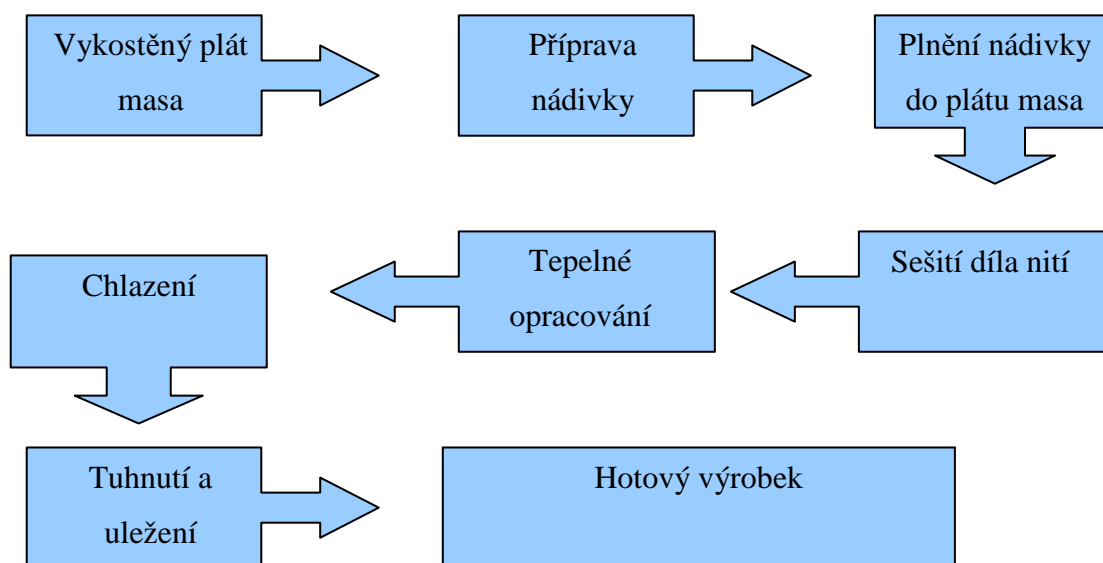 Vykostěný plát
masa
Příprava
nádivky
Plnění nádivky
do plátu masa
Sešití díla nití
Tepelné
opracování
Chlazení
Tuhnutí a
uležení
Hotový výrobek